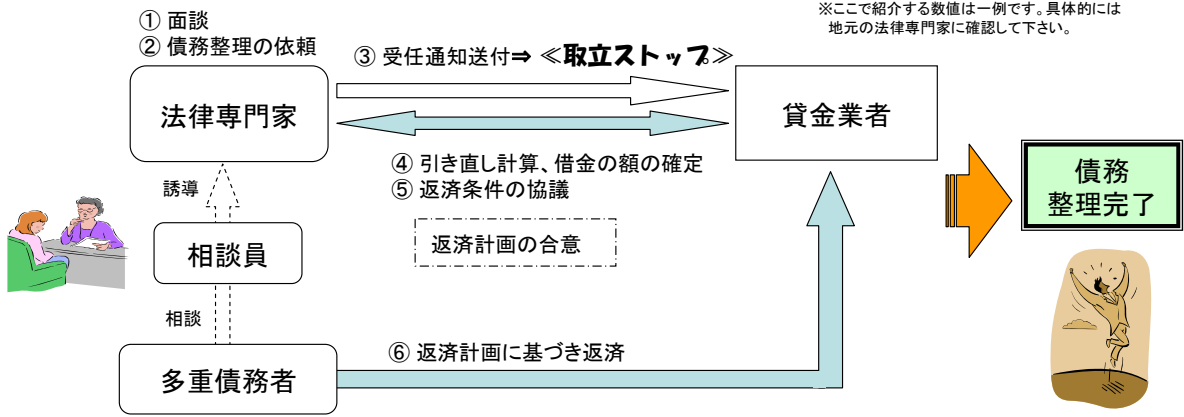 ※ここで紹介する数値は一例です。具体的には
地元の法律専門家に確認して下さい。
① 面談
② 債務整理の依頼
③ 受任通知送付⇒ ≪取立ストップ≫
法律専門家
貸金業者
④ 引き直し計算、借金の額の確定
⑤ 返済条件の協議
債務
整理完了
誘導
返済計画の合意
相談員
相談
⑥ 返済計画に基づき返済
多重債務者